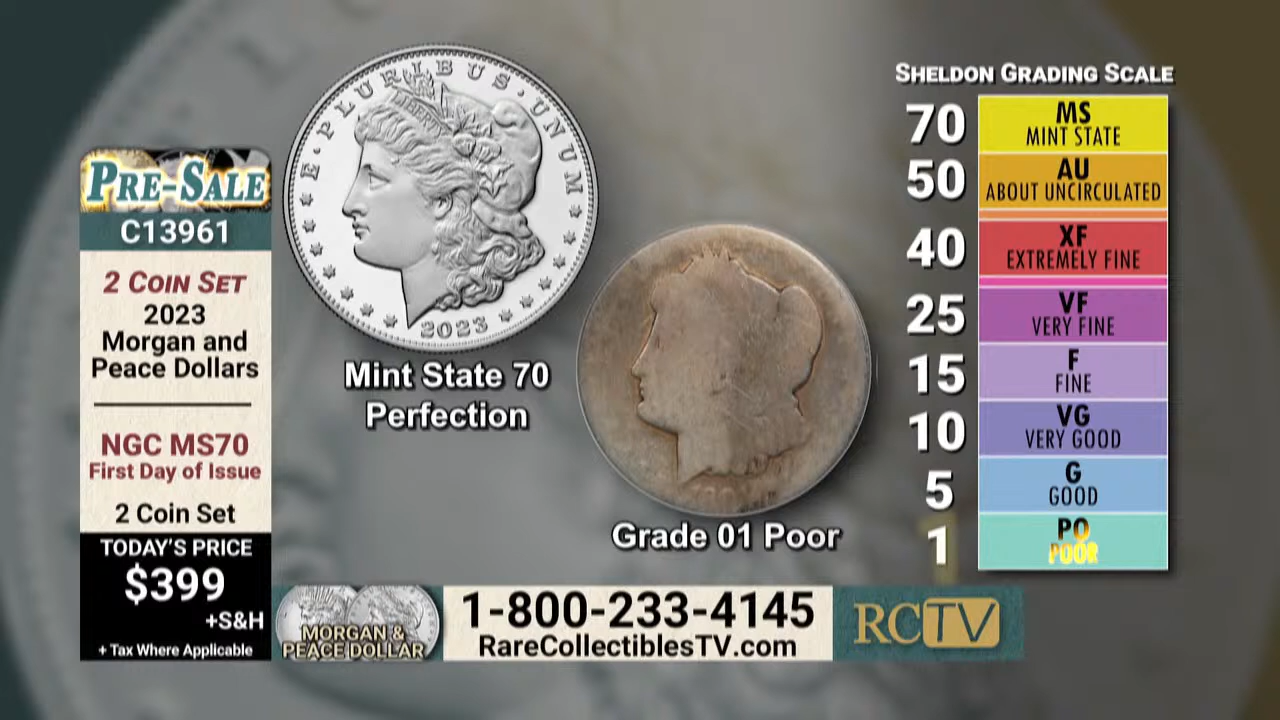 PRE-SALE
C13961
2 COIN SET
2023
Morgan and
Peace Dollars
NGC MS70
First Day of Issue
2 Coin Set
TODAY'S PRICE
$399
+S&H
+ Tax Where Applicable
E · PLURIBUS · UNUM
LIBERTY
2023
Mint State 70
Perfection
Grade 01 Poor
SHELDON GRADING SCALE
70 MS
MINT STATE
50 AU
ABOUT UNCIRCULATED
40 XF
EXTREMELY FINE
25 VF
VERY FINE
15 F
FINE
10 VG
VERY GOOD
5 G
GOOD
1 PO
POOR
MORGAN &
PEACE DOLLAR
1-800-233-4145
RareCollectiblesTV.com
RCTV